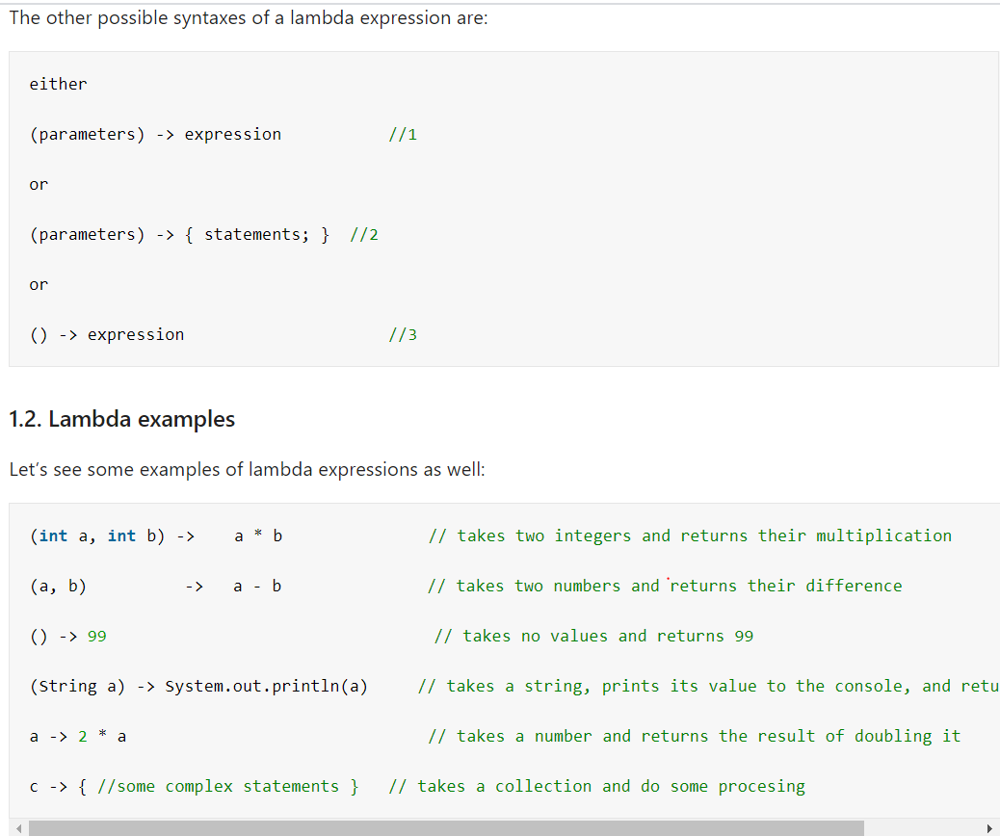 The other possible syntaxes of a lambda expression are:
either
(parameters) -> expression //1
or
(parameters) -> { statements; } //2
or
() -> expression //3
1.2. Lambda examples
Let’s see some examples of lambda expressions as well:
(int a, int b) -> a * b // takes two integers and returns their multiplication
(a, b) -> a - b // takes two numbers and returns their difference
() -> 99 // takes no values and returns 99
(String a) -> System.out.println(a) // takes a string, prints its value to the console, and retu
a -> 2 * a // takes a number and returns the result of doubling it
c -> { //some complex statements } // takes a collection and do some procesing